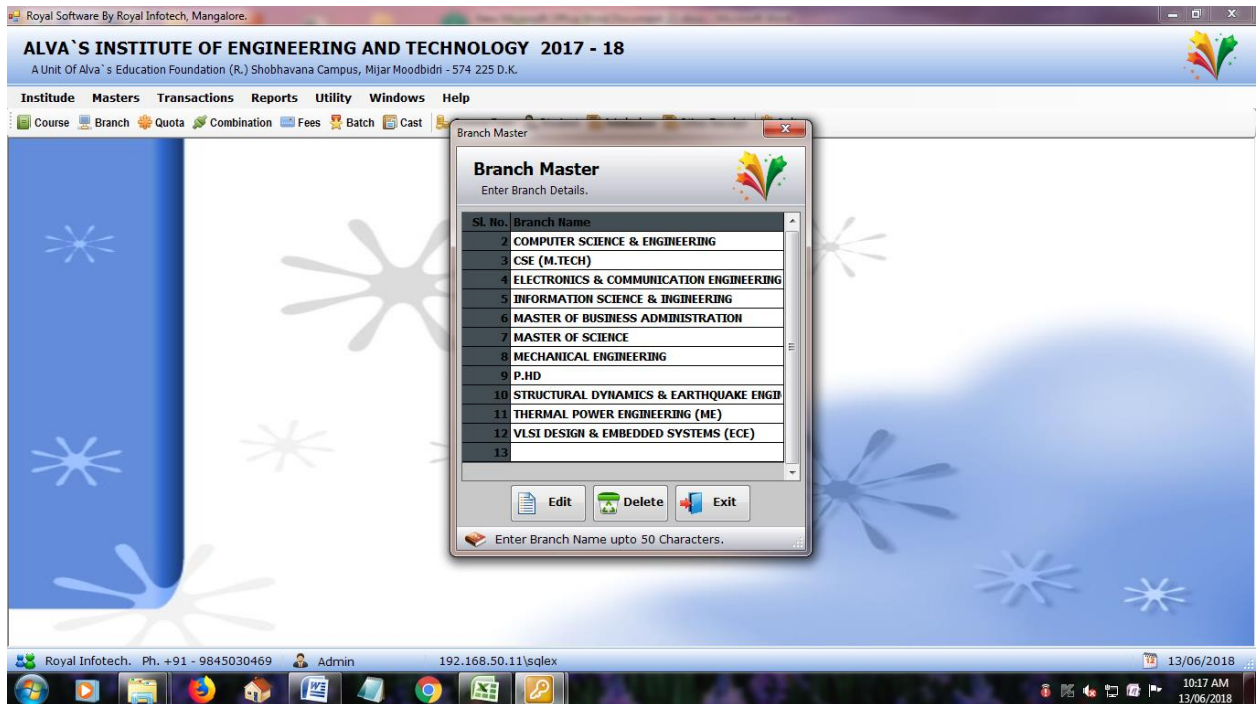 Royal Software By Royal Infotech, Mangalore.
ALVA`S INSTITUTE OF ENGINEERING AND TECHNOLOGY 2017 - 18
A Unit Of Alva`s Education Foundation (R.) Shobhavana Campus, Mijar Moodbidri - 574 225 D.K.
Institude Masters Transactions Reports Utility Windows Help
Course Branch Quota Combination Fees Batch Cast
Branch Master
Branch Master
Enter Branch Details.
Sl. No. Branch Name
2 COMPUTER SCIENCE & ENGINEERING
3 CSE (M.TECH)
4 ELECTRONICS & COMMUNICATION ENGINEERING
5 INFORMATION SCIENCE & INGINEERING
6 MASTER OF BUSINESS ADMINISTRATION
7 MASTER OF SCIENCE
8 MECHANICAL ENGINEERING
9 P.HD
10 STRUCTURAL DYNAMICS & EARTHQUAKE ENGIN
11 THERMAL POWER ENGINEERING (ME)
12 VLSI DESIGN & EMBEDDED SYSTEMS (ECE)
13
Edit Delete Exit
Enter Branch Name upto 50 Characters.
Royal Infotech. Ph. +91 - 9845030469 Admin 192.168.50.11\sqlex 13/06/2018
10:17 AM
13/06/2018